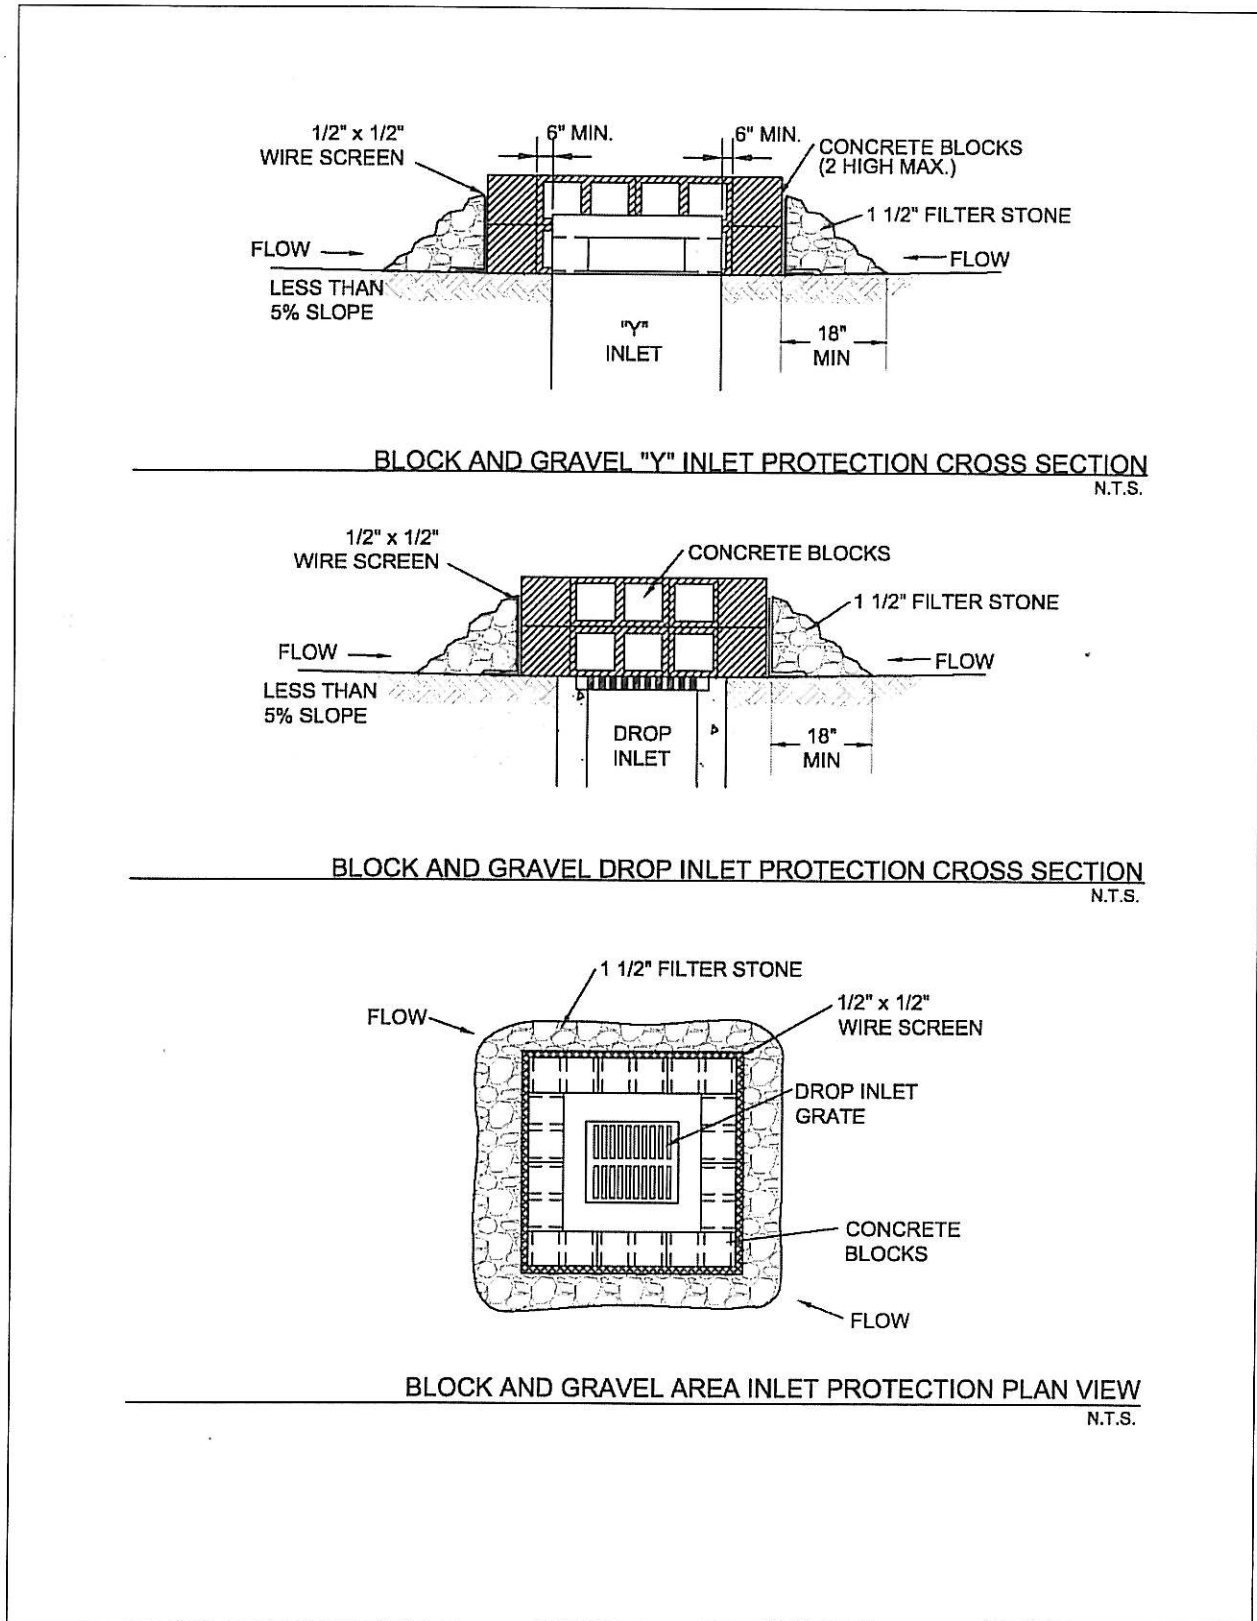 1/2" x 1/2"
WIRE SCREEN
6" MIN.
6" MIN.
CONCRETE BLOCKS
(2 HIGH MAX.)
1 1/2" FILTER STONE
FLOW
FLOW
LESS THAN
5% SLOPE
"Y"
INLET
18"
MIN
BLOCK AND GRAVEL "Y" INLET PROTECTION CROSS SECTION
N.T.S.
1/2" x 1/2"
WIRE SCREEN
CONCRETE BLOCKS
1 1/2" FILTER STONE
FLOW
FLOW
LESS THAN
5% SLOPE
DROP
INLET
18"
MIN
BLOCK AND GRAVEL DROP INLET PROTECTION CROSS SECTION
N.T.S.
1 1/2" FILTER STONE
FLOW
1/2" x 1/2"
WIRE SCREEN
DROP INLET
GRATE
CONCRETE
BLOCKS
FLOW
BLOCK AND GRAVEL AREA INLET PROTECTION PLAN VIEW
N.T.S.